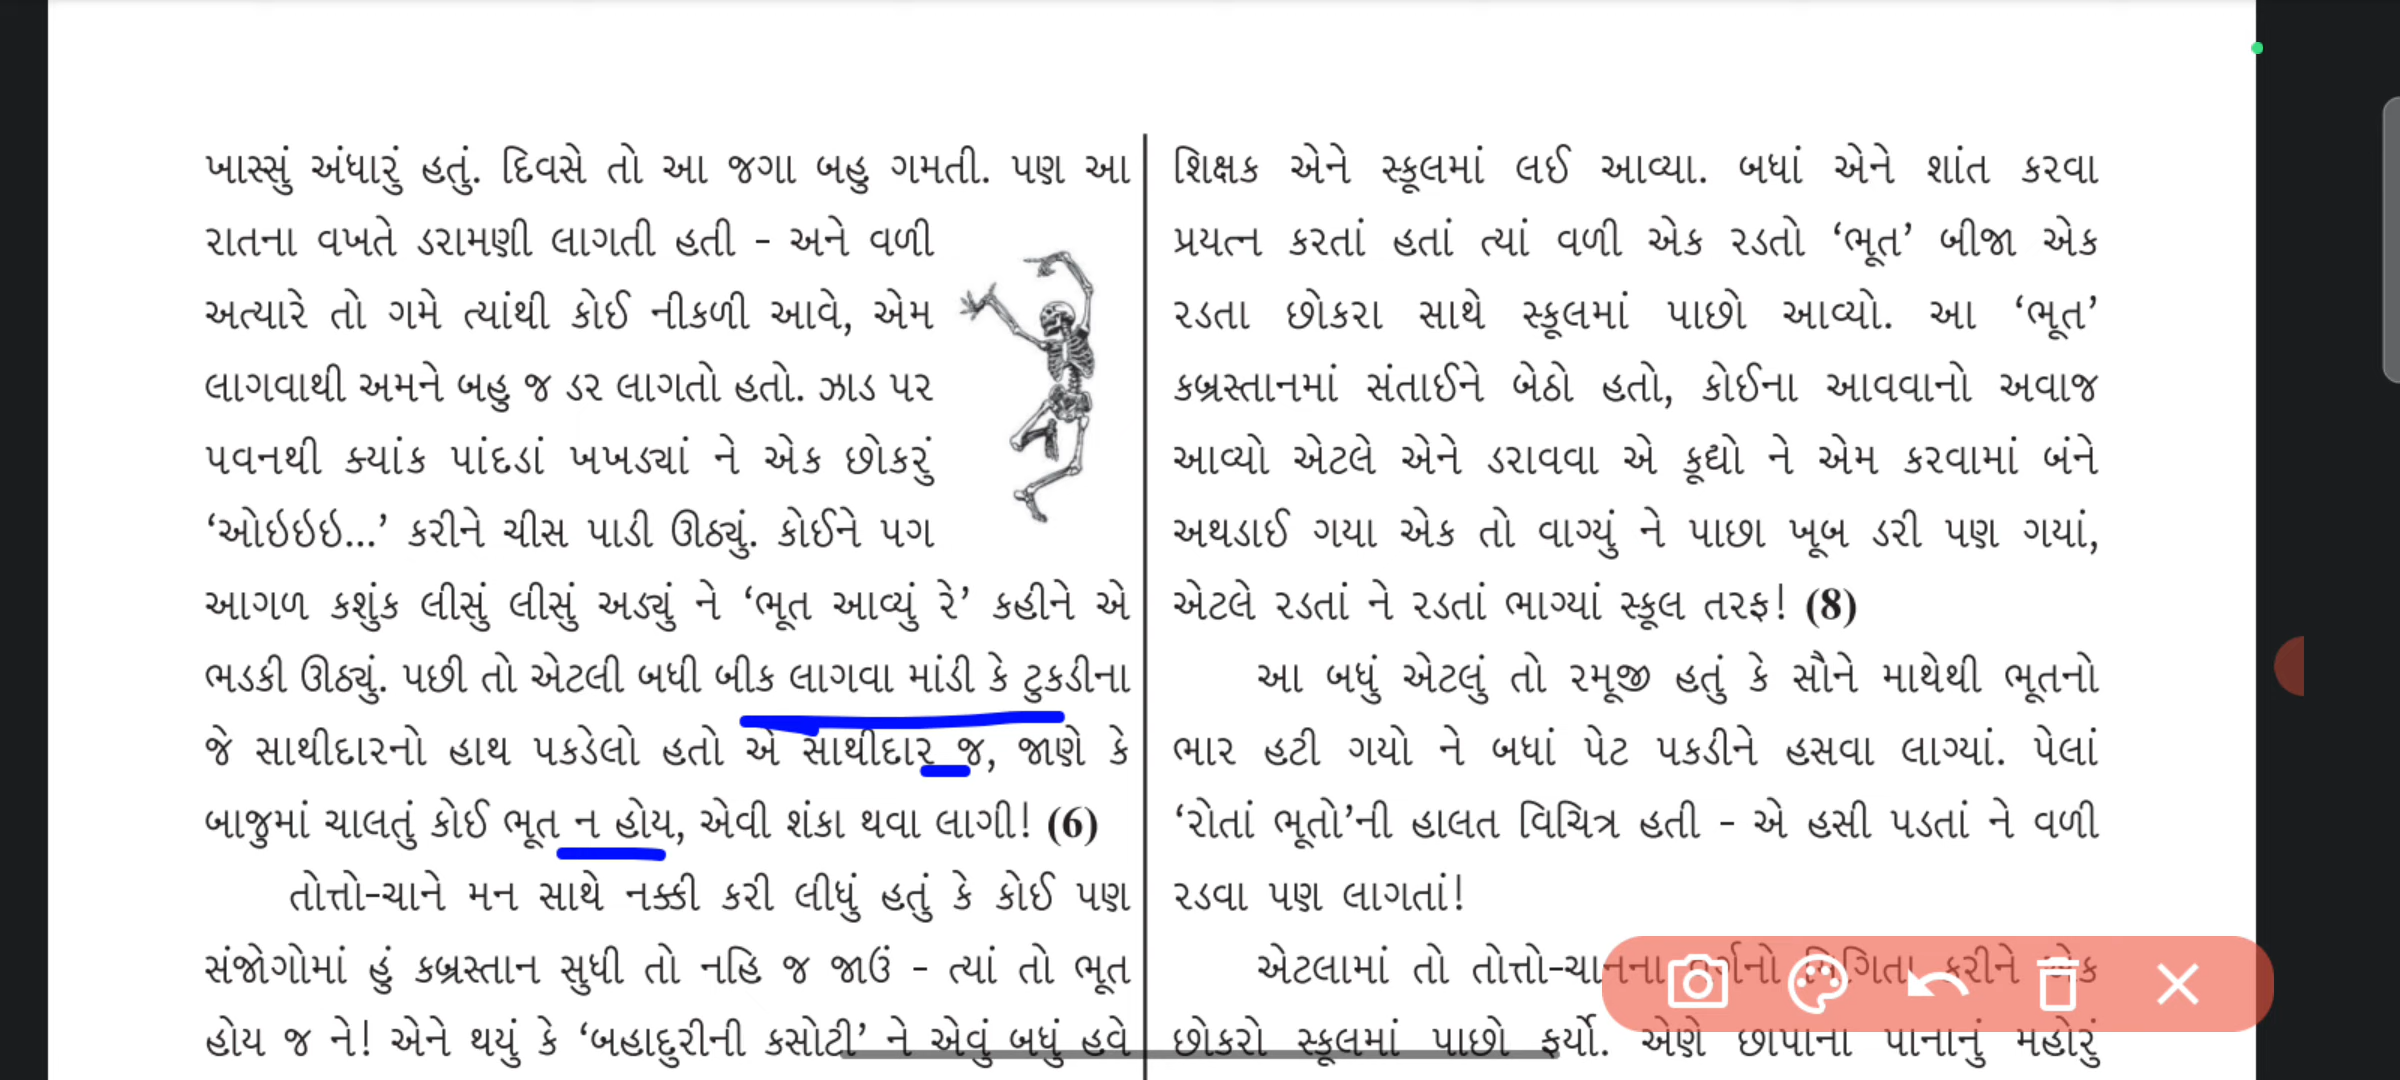 ખાસ્સું અંધારું હતું. દિવસે તો આ જગા બહુ ગમતી. પણ આ
રાતના વખતે ડરામણી લાગતી હતી - અને વળી
અત્યારે તો ગમે ત્યાંથી કોઈ નીકળી આવે, એમ
લાગવાથી અમને બહુ જ ડર લાગતો હતો. ઝાડ પર
પવનથી ક્યાંક પાંદડાં ખખડ્યાં ને એક છોકરું
‘ઓઇઇઇ...’ કરીને ચીસ પાડી ઊઠ્યું. કોઈને પગ
આગળ કશુંક લીસું લીસું અડ્યું ને ‘ભૂત આવ્યું રે’ કહીને એ
ભડકી ઊઠ્યું. પછી તો એટલી બધી બીક લાગવા માંડી કે ટુકડીના
જે સાથીદારનો હાથ પકડેલો હતો એ સાથીદાર જ, જાણે કે
બાજુમાં ચાલતું કોઈ ભૂત ન હોય, એવી શંકા થવા લાગી! (6)
તોત્તો-ચાને મન સાથે નક્કી કરી લીધું હતું કે કોઈ પણ
સંજોગોમાં હું કબ્રસ્તાન સુધી તો નહિ જ જાઉં - ત્યાં તો ભૂત
હોય જ ને! એને થયું કે ‘બહાદુરીની કસોટી’ ને એવું બધું હવે
શિક્ષક એને સ્કૂલમાં લઈ આવ્યા. બધાં એને શાંત કરવા
પ્રયત્ન કરતાં હતાં ત્યાં વળી એક રડતો ‘ભૂત’ બીજા એક
રડતા છોકરા સાથે સ્કૂલમાં પાછો આવ્યો. આ ‘ભૂત’
કબ્રસ્તાનમાં સંતાઈને બેઠો હતો, કોઈના આવવાનો અવાજ
આવ્યો એટલે એને ડરાવવા એ કૂદ્યો ને એમ કરવામાં બંને
અથડાઈ ગયા એક તો વાગ્યું ને પાછા ખૂબ ડરી પણ ગયાં,
એટલે રડતાં ને રડતાં ભાગ્યાં સ્કૂલ તરફ! (8)
આ બધું એટલું તો રમૂજી હતું કે સૌને માથેથી ભૂતનો
ભાર હટી ગયો ને બધાં પેટ પકડીને હસવા લાગ્યાં. પેલાં
‘રોતાં ભૂતો’ની હાલત વિચિત્ર હતી - એ હસી પડતાં ને વળી
રડવા પણ લાગતાં!
એટલામાં તો તોત્તો-ચાનના કરીને એક
છોકરો સ્કૂલમાં પાછો ફર્યો. એણે છાપાના પાનાનું મહોરું